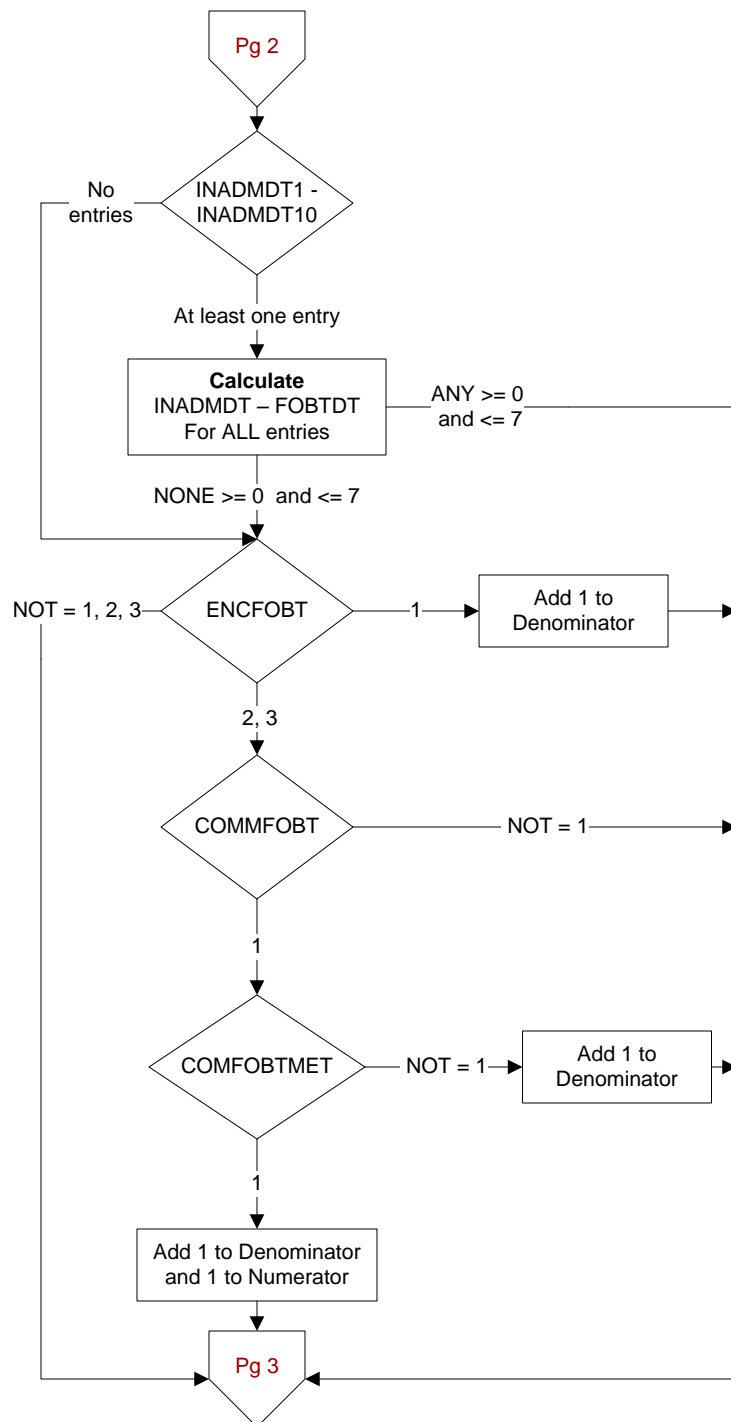 Pg 2
No
entries
INADMDT1 -
INADMDT10
At least one entry
Calculate
INADMDT – FOBTDT
For ALL entries
ANY >= 0
and <= 7
NONE >= 0 and <= 7
NOT = 1, 2, 3
ENCFOBT
1
Add 1 to
Denominator
2, 3
COMMFOBT
NOT = 1
1
COMFOBTMET
NOT = 1
Add 1 to
Denominator
1
Add 1 to Denominator
and 1 to Numerator
Pg 3